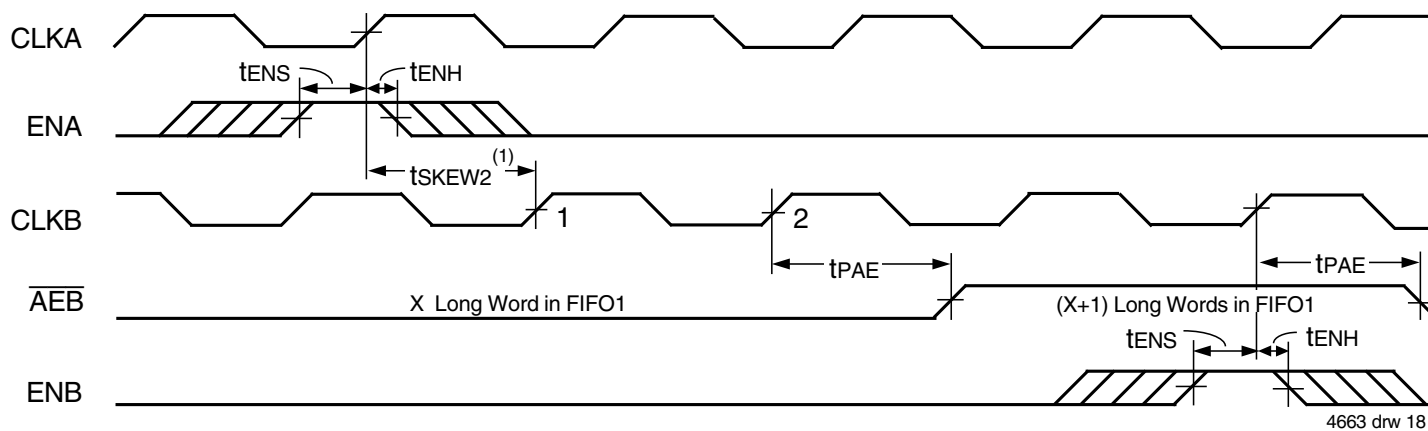 CLKA
tENS
tENH
ENA
tSKEW2 (1)
CLKB
1
2
tPAE
tPAE
AEB
X Long Word in FIFO1
(X+1) Long Words in FIFO1
tENS
tENH
ENB
4663 drw 18